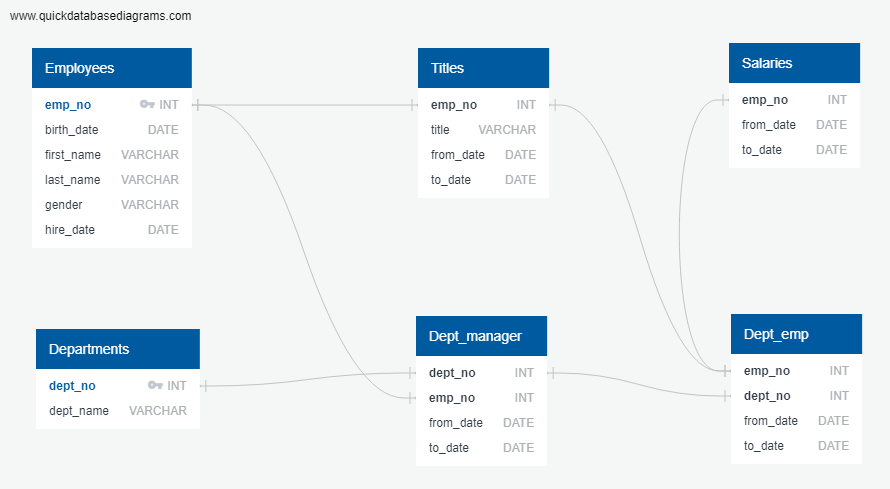 www.quickdatabasediagrams.com
Employees
emp_no INT
birth_date DATE
first_name VARCHAR
last_name VARCHAR
gender VARCHAR
hire_date DATE
Titles
emp_no INT
title VARCHAR
from_date DATE
to_date DATE
Salaries
emp_no INT
from_date DATE
to_date DATE
Departments
dept_no INT
dept_name VARCHAR
Dept_manager
dept_no INT
emp_no INT
from_date DATE
to_date DATE
Dept_emp
emp_no INT
dept_no INT
from_date DATE
to_date DATE